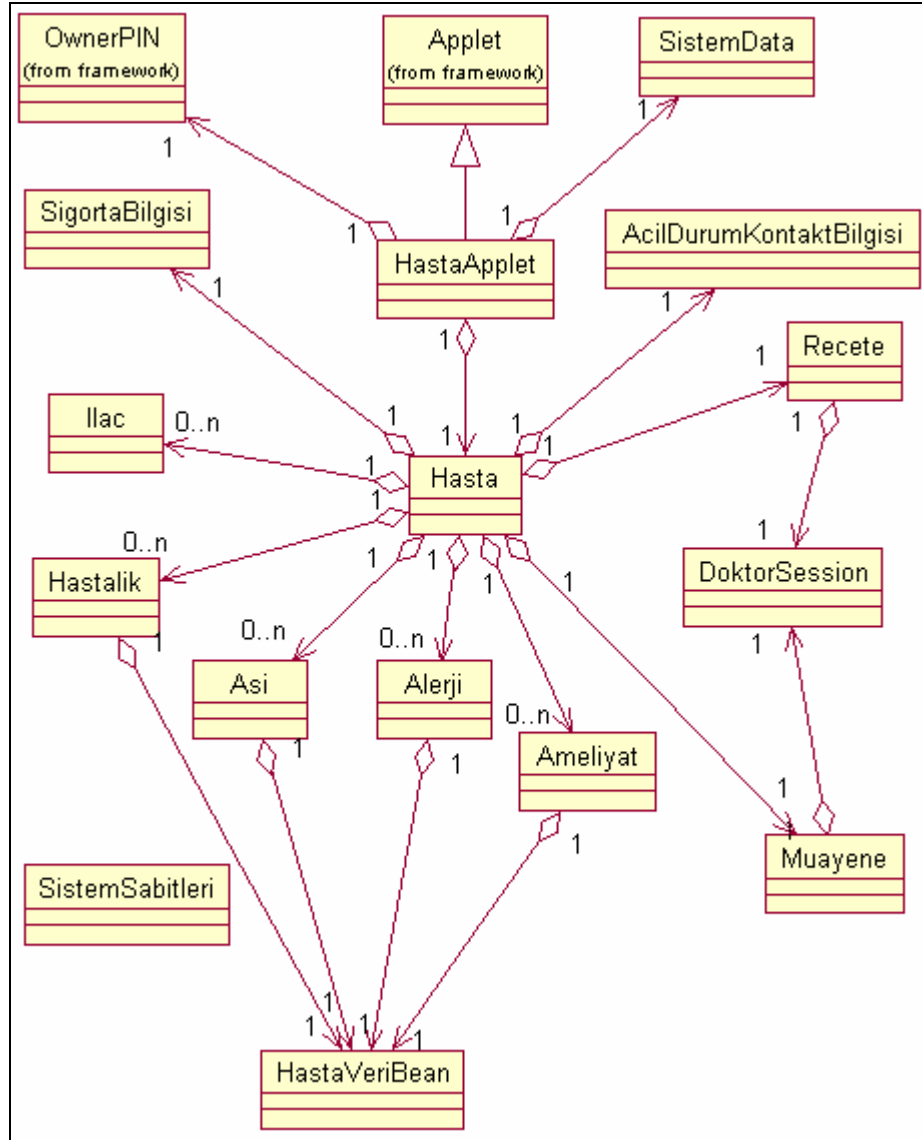 OwnerPIN
(from framework)
Applet
(from framework)
SistemData
1
1
1
1
SigortaBilgisi
HastaApplet
AcilDurumKontaktBilgisi
1
1
1
Recete
1
1
Ilac
0..n
1
1
1
1
1
Hasta
1
0..n
1
1
1
1
1
Hastalik
DoktorSession
1
0..n
0..n
1
Asi
Alerji
0..n
1
1
Ameliyat
1
1
1
Muayene
SistemSabitleri
1
1
1
1
HastaVeriBean